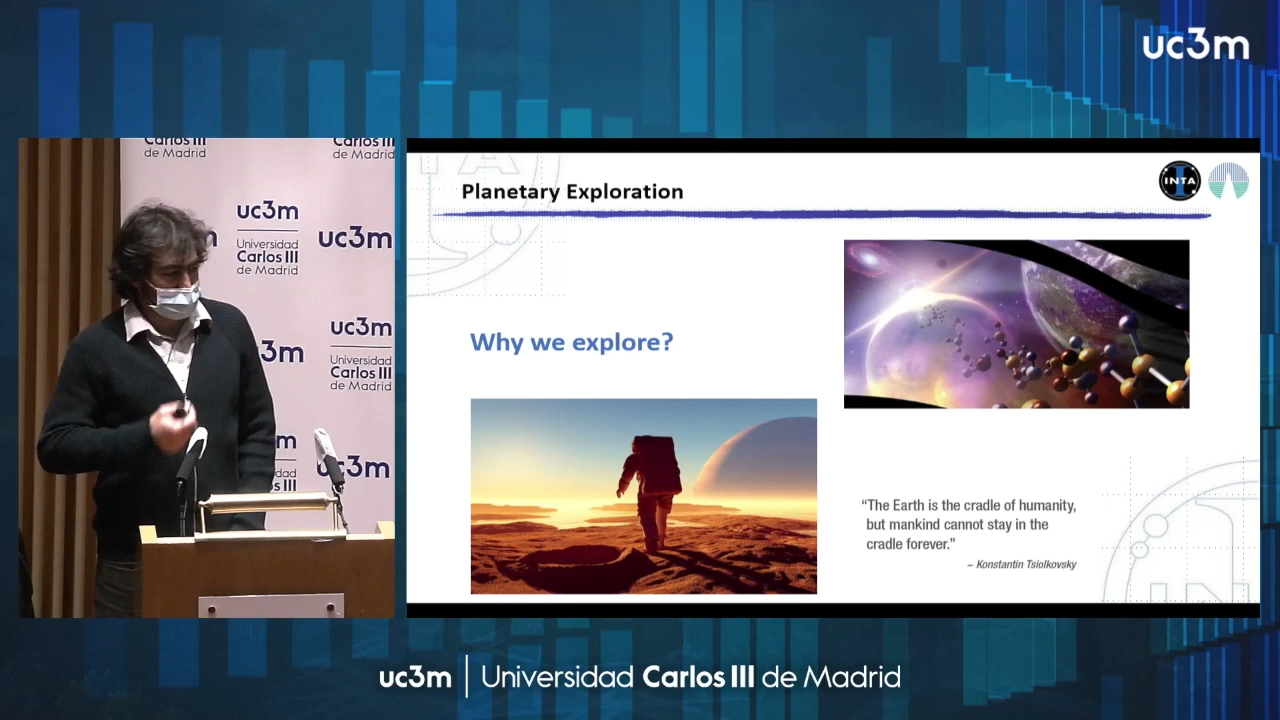 uc3m
Carlos III
de Madrid
Carlos III
de Madrid
uc3m
Universidad
Carlos III
de Madrid
uc3m
uc3m
Universidad
Carlos III
de Madrid
3m
uc3m
Planetary Exploration
INTA
Why we explore?
“The Earth is the cradle of humanity,
but mankind cannot stay in the
cradle forever.”
~ Konstantin Tsiolkovsky
uc3m | Universidad Carlos III de Madrid